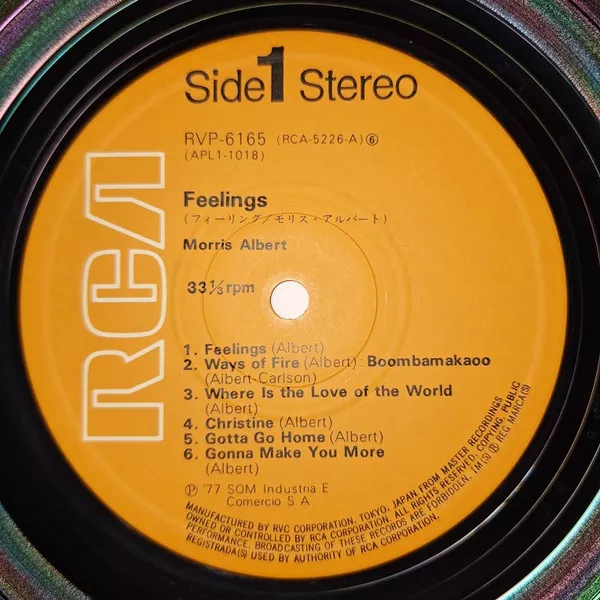 Side 1 Stereo
RVP-6165 (RCA-5226-A)⑥
(APL1-1018)
RCA
Feelings
(フィーリング/モリス・アルバート)
Morris Albert
33⅓ rpm
1. Feelings (Albert)
2. Ways of Fire (Albert): Boombamakaoo
(Albert-Carlson)
3. Where Is the Love of the World
(Albert)
4. Christine (Albert)
5. Gotta Go Home (Albert)
6. Gonna Make You More
(Albert)
Ⓟ '77 SOM Industria E
Comercio S.A
MANUFACTURED BY RVC CORPORATION, TOKYO, JAPAN FROM MASTER RECORDINGS
OWNED OR CONTROLLED BY RCA CORPORATION. ALL RIGHTS RESERVED, COPYING, PUBLIC
PERFORMANCE, BROADCASTING OF THESE RECORDS ARE FORBIDDEN. TM(S) ® REG. MARCA(S)
REGISTRADA(S) USED BY AUTHORITY OF RCA CORPORATION.